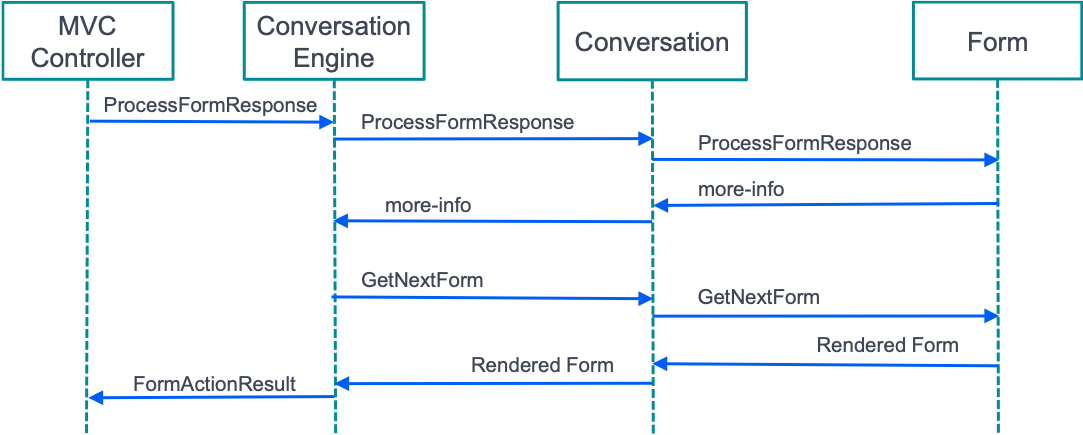 MVC
Controller
Conversation
Engine
Conversation
Form
ProcessFormResponse
ProcessFormResponse
ProcessFormResponse
more-info
more-info
GetNextForm
GetNextForm
Rendered Form
Rendered Form
FormActionResult